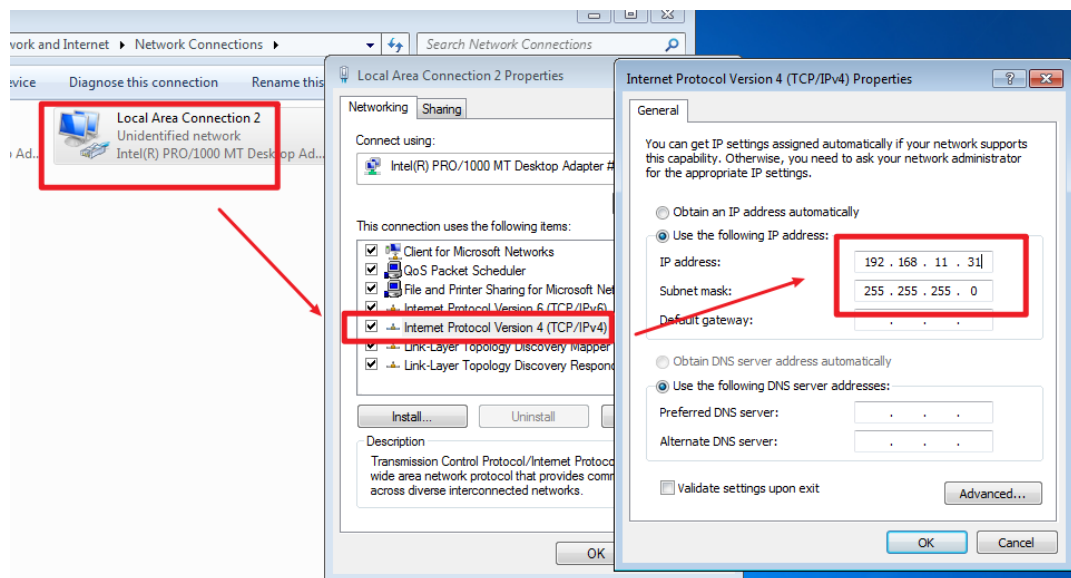 work and Internet ▸ Network Connections ▸
Search Network Connections
evice Diagnose this connection Rename this
Local Area Connection 2
Unidentified network
Intel(R) PRO/1000 MT Desktop Ad...
Ad...
Local Area Connection 2 Properties
Networking Sharing
Connect using:
Intel(R) PRO/1000 MT Desktop Adapter #
This connection uses the following items:
Client for Microsoft Networks
QoS Packet Scheduler
File and Printer Sharing for Microsoft Net
Internet Protocol Version 6 (TCP/IPv6)
Internet Protocol Version 4 (TCP/IPv4)
Link-Layer Topology Discovery Mapper
Link-Layer Topology Discovery Respond
Install... Uninstall
Description
Transmission Control Protocol/Internet Protoco
wide area network protocol that provides comm
across diverse interconnected networks.
OK
Internet Protocol Version 4 (TCP/IPv4) Properties
General
You can get IP settings assigned automatically if your network supports
this capability. Otherwise, you need to ask your network administrator
for the appropriate IP settings.
Obtain an IP address automatically
Use the following IP address:
IP address: 192 . 168 . 11 . 31
Subnet mask: 255 . 255 . 255 . 0
Default gateway: . . .
Obtain DNS server address automatically
Use the following DNS server addresses:
Preferred DNS server: . . .
Alternate DNS server: . . .
Validate settings upon exit
Advanced...
OK Cancel